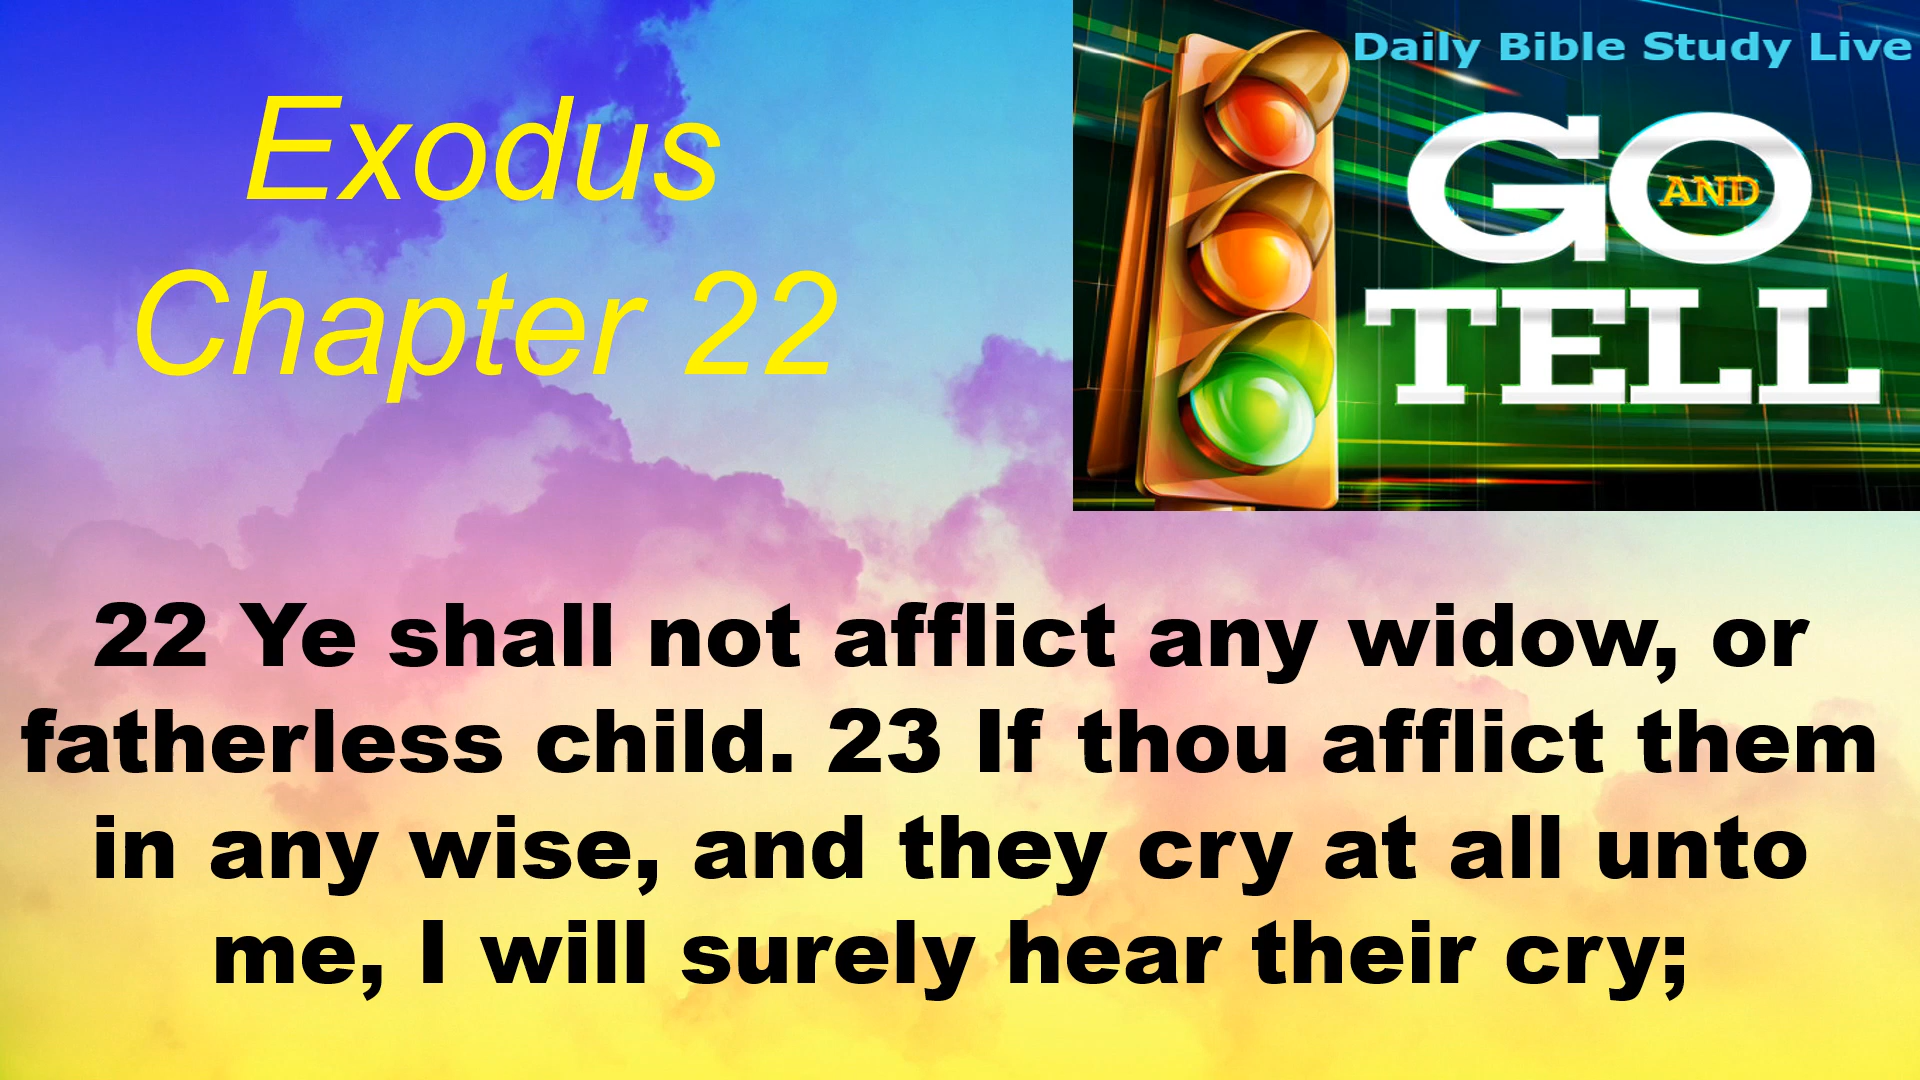 Exodus
Chapter 22
Daily Bible Study Live
GO AND
TELL
22 Ye shall not afflict any widow, or
fatherless child. 23 If thou afflict them
in any wise, and they cry at all unto
me, I will surely hear their cry;